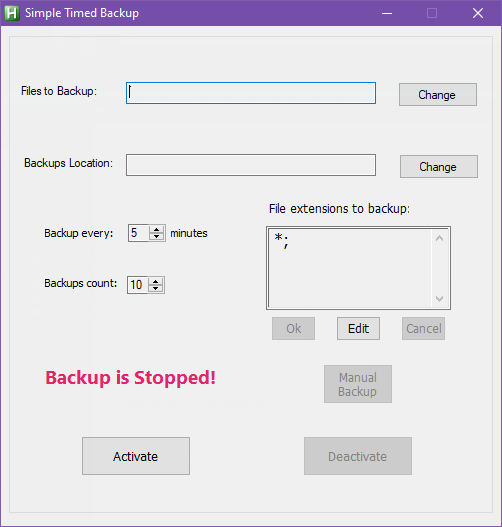 H Simple Timed Backup
Files to Backup:
Change
Backups Location:
Change
File extensions to backup:
Backup every: 5 minutes
*;
Backups count: 10
Ok Edit Cancel
Backup is Stopped!
Manual
Backup
Activate
Deactivate